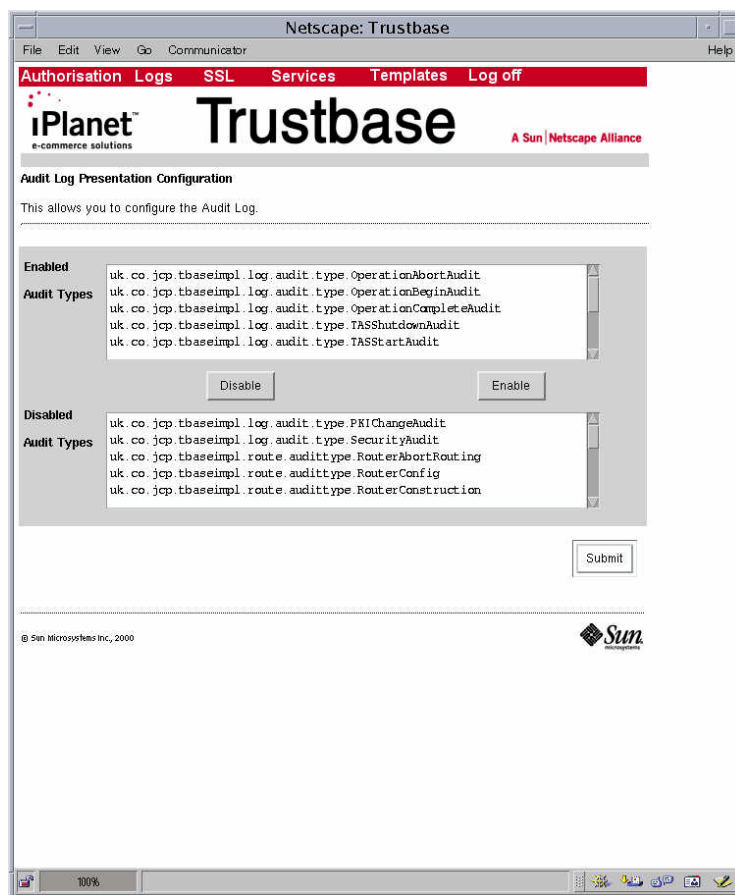 Netscape: Trustbase
File Edit View Go Communicator Help
Authorisation Logs SSL Services Templates Log off
iPlanet™
e-commerce solutions
Trustbase
A Sun|Netscape Alliance
Audit Log Presentation Configuration
This allows you to configure the Audit Log.
Enabled
Audit Types
uk.co.jcp.tbaseimpl.log.audit.type.OperationAbortAudit
uk.co.jcp.tbaseimpl.log.audit.type.OperationBeginAudit
uk.co.jcp.tbaseimpl.log.audit.type.OperationCompleteAudit
uk.co.jcp.tbaseimpl.log.audit.type.TASShutdownAudit
uk.co.jcp.tbaseimpl.log.audit.type.TASStartAudit
Disable Enable
Disabled
Audit Types
uk.co.jcp.tbaseimpl.log.audit.type.PKIChangeAudit
uk.co.jcp.tbaseimpl.log.audit.type.SecurityAudit
uk.co.jcp.tbaseimpl.route.audittype.RouterAbortRouting
uk.co.jcp.tbaseimpl.route.audittype.RouterConfig
uk.co.jcp.tbaseimpl.route.audittype.RouterConstruction
Submit
© Sun Microsystems Inc., 2000
Sun
microsystems
100%